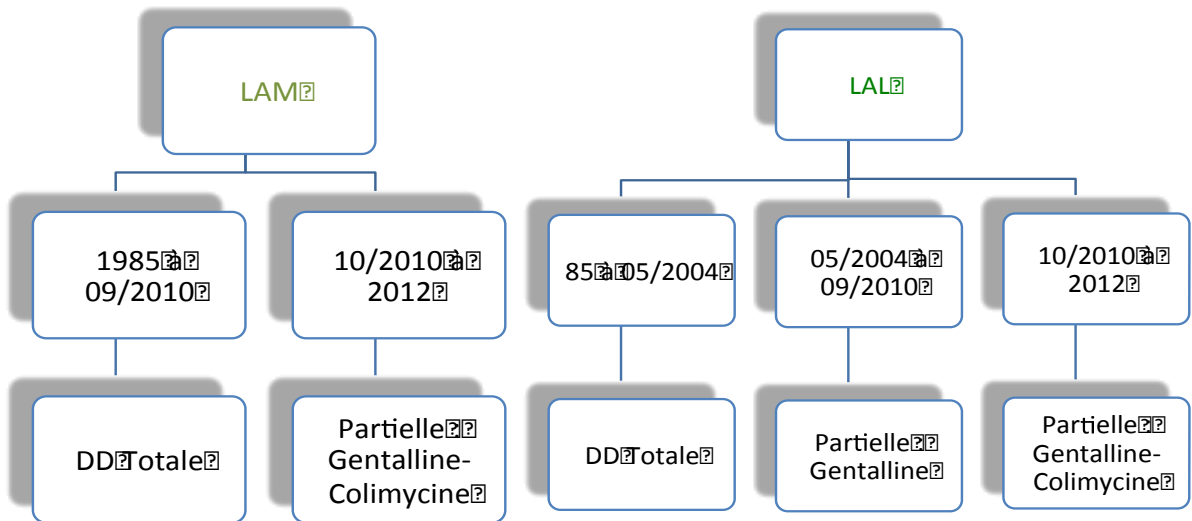 LAM
LAL
1985 à
09/2010
10/2010 à
2012
85 à 05/2004
05/2004 à
09/2010
10/2010 à
2012
DD Totale
Partielle
Gentalline-
Colimycine
DD Totale
Partielle
Gentalline
Partielle
Gentalline-
Colimycine